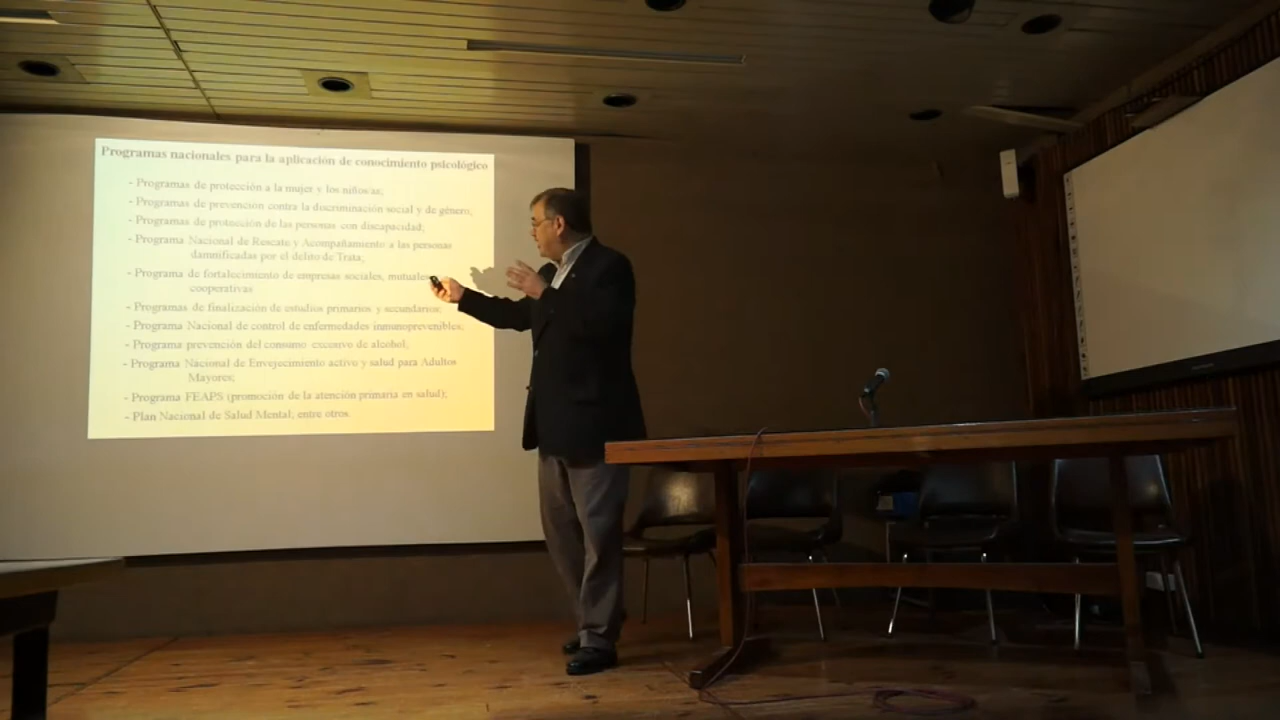 Programas nacionales para la aplicación de conocimiento psicológico
- Programas de protección a la mujer y los niños/as;
- Programas de prevención contra la discriminación social y de género;
- Programas de protección de las personas con discapacidad;
- Programa Nacional de Rescate y Acompañamiento a las personas
damnificadas por el delito de Trata;
- Programa de fortalecimiento de empresas sociales, mutuales
cooperativas
- Programas de finalización de estudios primarios y secundarios;
- Programa Nacional de control de enfermedades inmunoprevenibles;
- Programa prevención del consumo excesivo de alcohol;
- Programa Nacional de Envejecimiento activo y salud para Adultos
Mayores;
- Programa FEAPS (promoción de la atención primaria en salud);
- Plan Nacional de Salud Mental; entre otros.